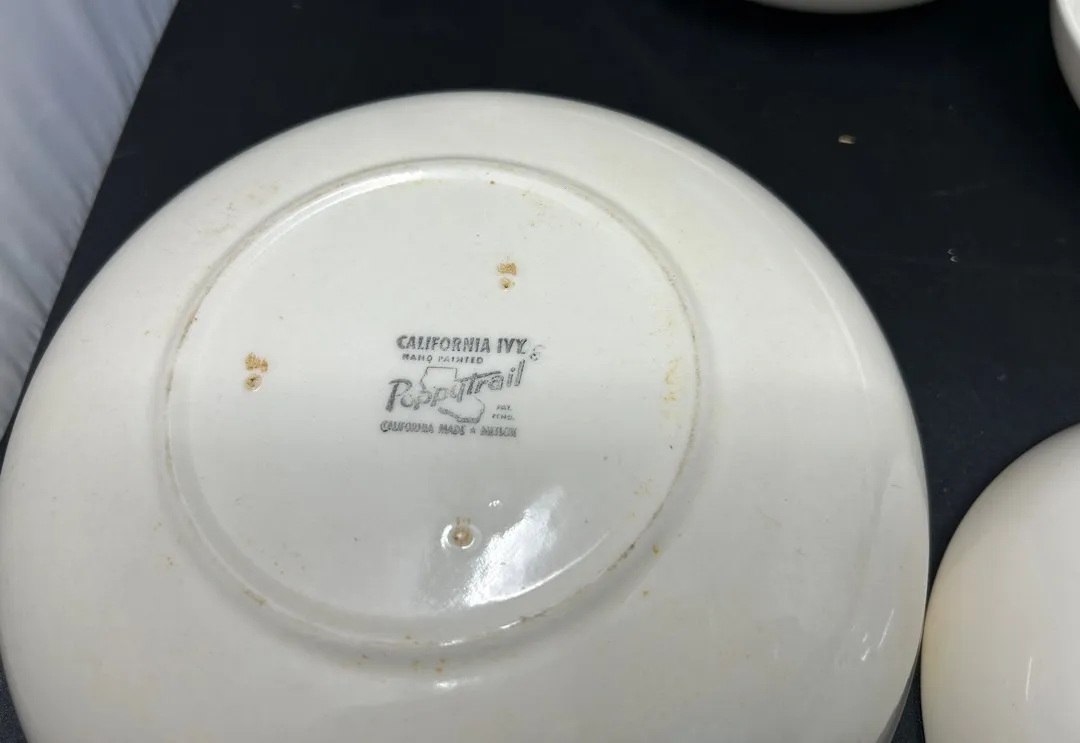 CALIFORNIA IVY
HAND PAINTED
Poppytrail
PAT.
PEND.
CALIFORNIA MADE ★ METLOX